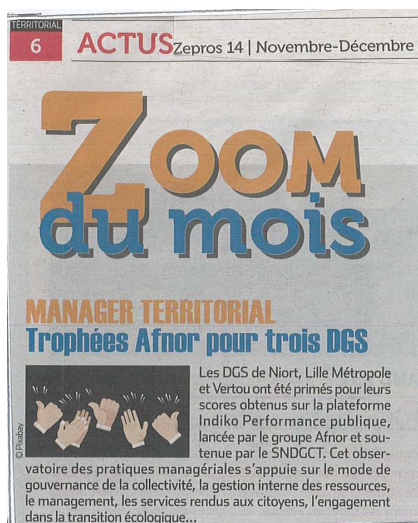 TERRITORIAL
6
ACTUS Zepros 14 | Novembre-Décembre
ZOOM
du mois
MANAGER TERRITORIAL
Trophées Afnor pour trois DGS
© Pixabay
Les DGS de Niort, Lille Métropole
et Vertou ont été primés pour leurs
scores obtenus sur la plateforme
Indiko Performance publique,
lancée par le groupe Afnor et sou-
tenue par le SNDGCT. Cet obser-
vatoire des pratiques managériales s'appuie sur le mode de
gouvernance de la collectivité, la gestion interne des ressources,
le management, les services rendus aux citoyens, l'engagement
dans la transition écologique...